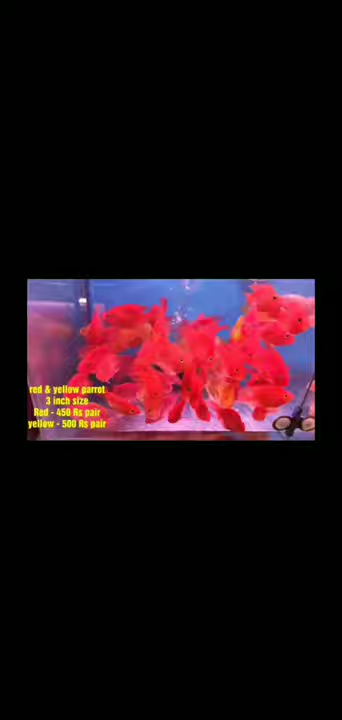 red & yellow parrot
3 inch size
Red - 450 Rs pair
yellow - 500 Rs pair